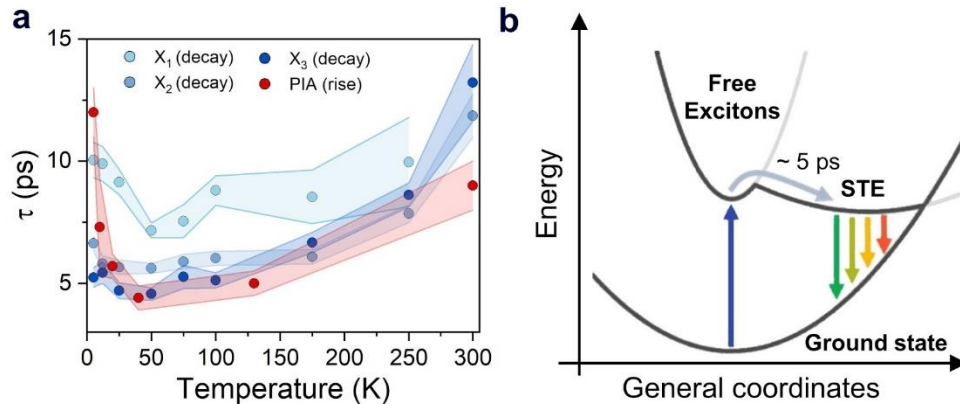 a
X₁ (decay)
X₂ (decay)
X₃ (decay)
PIA (rise)
τ (ps)
15
10
5
0 50 100 150 200 250 300
Temperature (K)
b
Free
Excitons
~ 5 ps
STE
Energy
Ground state
General coordinates